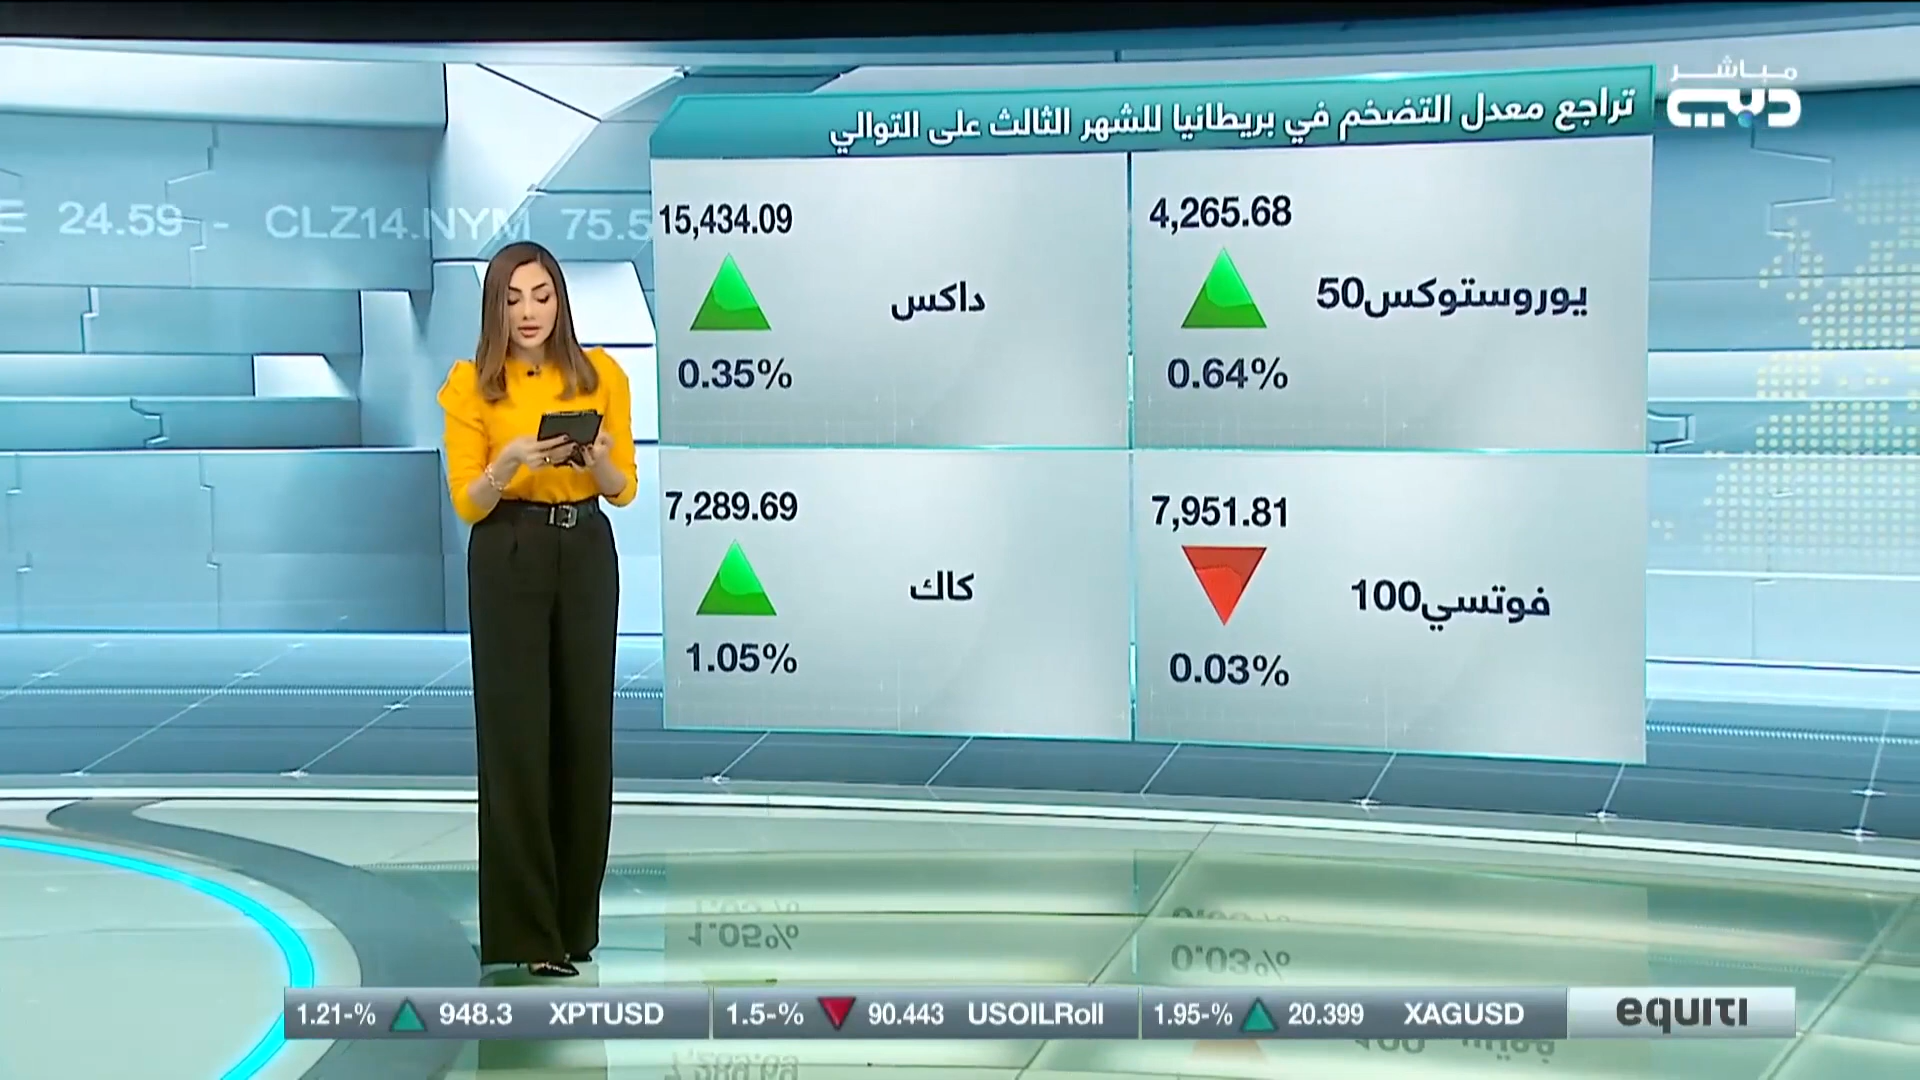 مباشر
دبي
تراجع معدل التضخم في بريطانيا للشهر الثالث على التوالي
4,265.68
يوروستوكس50
0.64%
15,434.09
داكس
0.35%
7,951.81
فوتسي100
0.03%
7,289.69
كاك
1.05%
24.59 - CLZ14.NYM 75.5
1.21-% 948.3 XPTUSD 1.5-% 90.443 USOILRoll 1.95-% 20.399 XAGUSD equiti